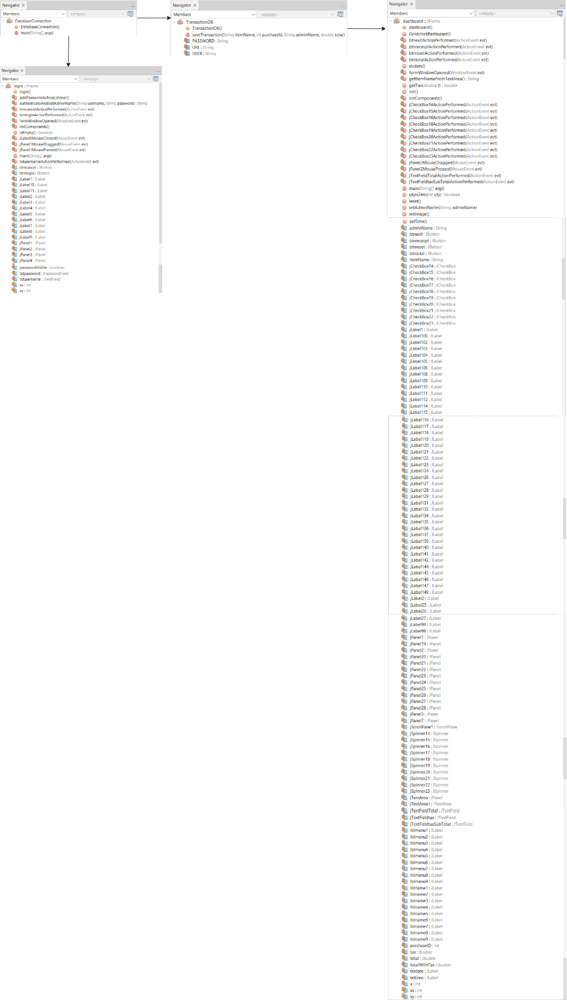 Navigator ×
Members
<empty>
DatabaseConnection
DatabaseConnection()
main(String[] args)
Navigator ×
Members
<empty>
TransactionDB
TransactionDB()
saveTransaction(String itemName, int purchaseId, String adminName, double total)
PASSWORD : String
URL : String
USER : String
Navigator ×
Members
<empty>
login :: JFrame
login()
addPasswordActionListener()
authenticateAndGetAdminName(String username, String password) : String
btncancelActionPerformed(ActionEvent evt)
btnloginActionPerformed(ActionEvent evt)
formWindowOpened(WindowEvent evt)
initComponents()
isEmpty() : boolean
jLabel6MouseClicked(MouseEvent evt)
jPanel1MouseDragged(MouseEvent evt)
jPanel1MousePressed(MouseEvent evt)
main(String[] args)
txtusernameActionPerformed(ActionEvent evt)
btncancel : JButton
btnlogin : JButton
jLabel1 : JLabel
jLabel10 : JLabel
jLabel11 : JLabel
jLabel2 : JLabel
jLabel3 : JLabel
jLabel4 : JLabel
jLabel5 : JLabel
jLabel6 : JLabel
jLabel7 : JLabel
jLabel8 : JLabel
jLabel9 : JLabel
jPanel1 : JPanel
jPanel2 : JPanel
jPanel3 : JPanel
jPanel4 : JPanel
passwordVisible : boolean
txtpassword : JPasswordField
txtusername : JTextField
xx : int
xy : int
Navigator ×
Members
<empty>
dashboard :: JFrame
dashboard()
GoldchickRestaurant()
btnexitActionPerformed(ActionEvent evt)
btnreceiptActionPerformed(ActionEvent evt)
btnresetActionPerformed(ActionEvent evt)
btntotalActionPerformed(ActionEvent evt)
dudate()
formWindowOpened(WindowEvent evt)
getItemNameFromTextArea() : String
getTax(double t) : double
init()
initComponents()
jCheckBox14ActionPerformed(ActionEvent evt)
jCheckBox15ActionPerformed(ActionEvent evt)
jCheckBox16ActionPerformed(ActionEvent evt)
jCheckBox18ActionPerformed(ActionEvent evt)
jCheckBox19ActionPerformed(ActionEvent evt)
jCheckBox20ActionPerformed(ActionEvent evt)
jCheckBox21ActionPerformed(ActionEvent evt)
jCheckBox22ActionPerformed(ActionEvent evt)
jCheckBox23ActionPerformed(ActionEvent evt)
jPanel2MouseDragged(MouseEvent evt)
jPanel2MousePressed(MouseEvent evt)
jTextFieldTotalActionPerformed(ActionEvent evt)
jTextFieldtaxSubTotalActionPerformed(ActionEvent evt)
main(String[] args)
qtyIsZero(int qty) : boolean
reset()
setAdminName(String adminName)
setImage()
setTime()
adminName : String
btnexit : JButton
btnreceipt : JButton
btnreset : JButton
btntotal : JButton
itemName : String
jCheckBox14 : JCheckBox
jCheckBox15 : JCheckBox
jCheckBox16 : JCheckBox
jCheckBox17 : JCheckBox
jCheckBox18 : JCheckBox
jCheckBox19 : JCheckBox
jCheckBox20 : JCheckBox
jCheckBox21 : JCheckBox
jCheckBox22 : JCheckBox
jCheckBox23 : JCheckBox
jLabel1 : JLabel
jLabel100 : JLabel
jLabel102 : JLabel
jLabel103 : JLabel
jLabel104 : JLabel
jLabel105 : JLabel
jLabel106 : JLabel
jLabel108 : JLabel
jLabel109 : JLabel
jLabel110 : JLabel
jLabel111 : JLabel
jLabel112 : JLabel
jLabel114 : JLabel
jLabel115 : JLabel
jLabel116 : JLabel
jLabel117 : JLabel
jLabel118 : JLabel
jLabel119 : JLabel
jLabel120 : JLabel
jLabel121 : JLabel
jLabel122 : JLabel
jLabel123 : JLabel
jLabel124 : JLabel
jLabel126 : JLabel
jLabel127 : JLabel
jLabel128 : JLabel
jLabel129 : JLabel
jLabel131 : JLabel
jLabel132 : JLabel
jLabel134 : JLabel
jLabel135 : JLabel
jLabel136 : JLabel
jLabel137 : JLabel
jLabel139 : JLabel
jLabel140 : JLabel
jLabel141 : JLabel
jLabel142 : JLabel
jLabel144 : JLabel
jLabel145 : JLabel
jLabel146 : JLabel
jLabel147 : JLabel
jLabel149 : JLabel
jLabel2 : JLabel
jLabel25 : JLabel
jLabel26 : JLabel
jLabel27 : JLabel
jLabel98 : JLabel
jLabel99 : JLabel
jPanel1 : JPanel
jPanel19 : JPanel
jPanel2 : JPanel
jPanel20 : JPanel
jPanel21 : JPanel
jPanel22 : JPanel
jPanel23 : JPanel
jPanel24 : JPanel
jPanel25 : JPanel
jPanel26 : JPanel
jPanel27 : JPanel
jPanel28 : JPanel
jPanel3 : JPanel
jPanel7 : JPanel
jScrollPane1 : JScrollPane
jSpinner14 : JSpinner
jSpinner15 : JSpinner
jSpinner16 : JSpinner
jSpinner17 : JSpinner
jSpinner18 : JSpinner
jSpinner19 : JSpinner
jSpinner20 : JSpinner
jSpinner21 : JSpinner
jSpinner22 : JSpinner
jSpinner23 : JSpinner
jTextArea : JPanel
jTextArea1 : JTextArea
jTextFieldTotal : JTextField
jTextFieldtax : JTextField
jTextFieldtaxSubTotal : JTextField
lblmenu1 : JLabel
lblmenu2 : JLabel
lblmenu3 : JLabel
lblmenu4 : JLabel
lblmenu5 : JLabel
lblmenu6 : JLabel
lblmenu7 : JLabel
lblmenu8 : JLabel
lblmenu9 : JLabel
lblname1 : JLabel
lblname2 : JLabel
lblname3 : JLabel
lblname4 : JLabel
lblname5 : JLabel
lblname6 : JLabel
lblname7 : JLabel
lblname8 : JLabel
lblname9 : JLabel
purchaseID : int
tax : double
total : double
totalWithTax : double
txtdate : JLabel
txttime : JLabel
x : int
xx : int
xy : int